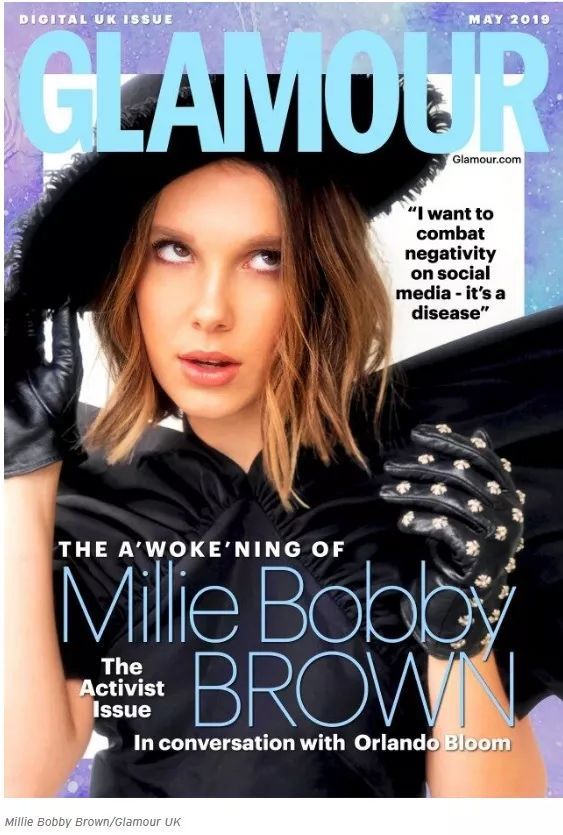 DIGITAL UK ISSUE
MAY 2019
GLAMOUR
Glamour.com
“I want to
combat
negativity
on social
media - it’s a
disease”
THE A’WOKE’NING OF
Millie Bobby
BROWN
The
Activist
Issue
In conversation with Orlando Bloom
Millie Bobby Brown/Glamour UK